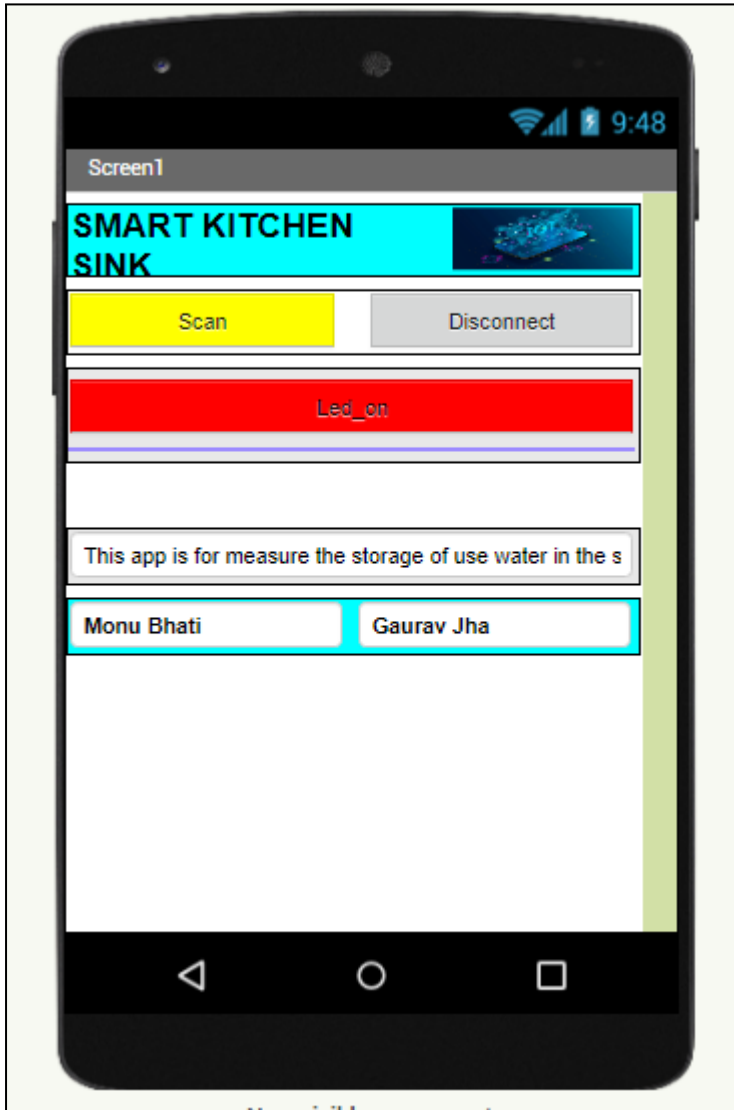 9:48
Screen1
SMART KITCHEN
SINK
Scan Disconnect
Led_on
This app is for measure the storage of use water in the s
Monu Bhati Gaurav Jha